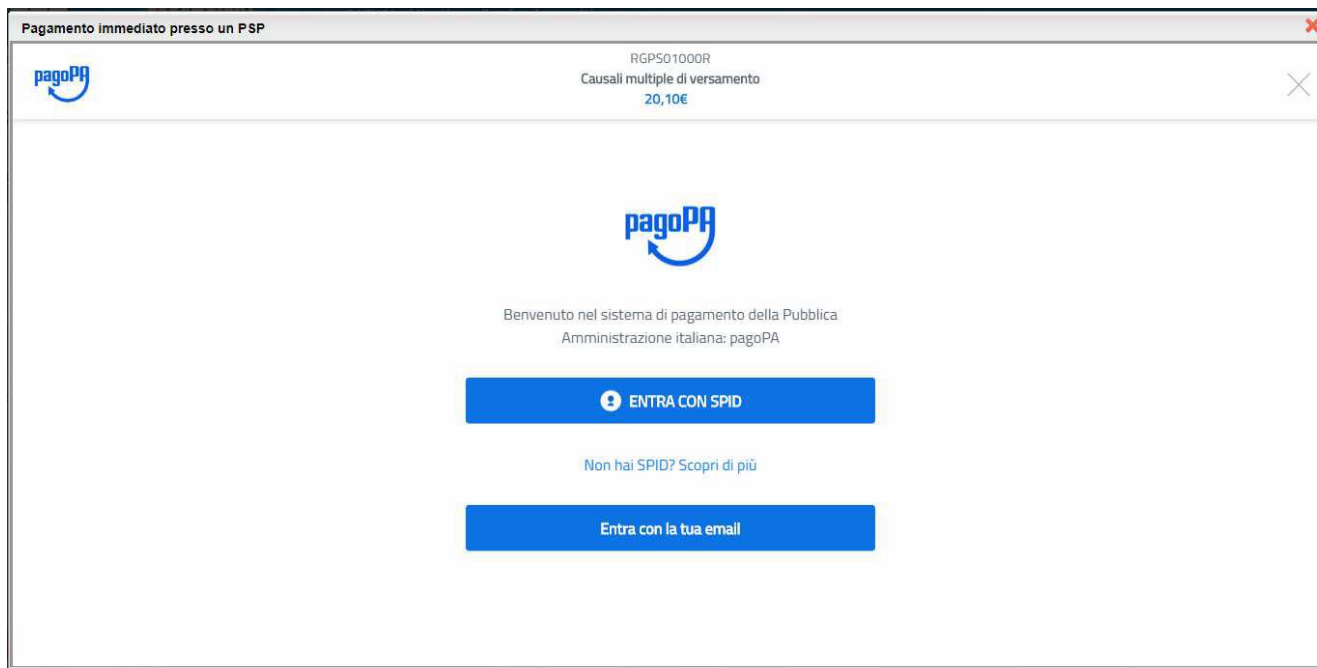 Pagamento immediato presso un PSP
pagoPA
RGPS01000R
Causali multiple di versamento
20,10€
pagoPA
Benvenuto nel sistema di pagamento della Pubblica
Amministrazione italiana: pagoPA
ENTRA CON SPID
Non hai SPID? Scopri di più
Entra con la tua email